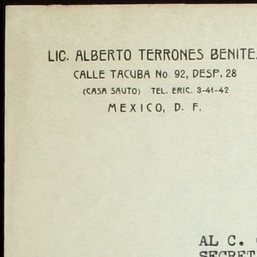 LIC. ALBERTO TERRONES BENITE
CALLE TACUBA No. 92, DESP. 28
(CASA SAUTO) TEL. ERIC. 3-41-42
MEXICO, D. F.
AL C.
SECRET